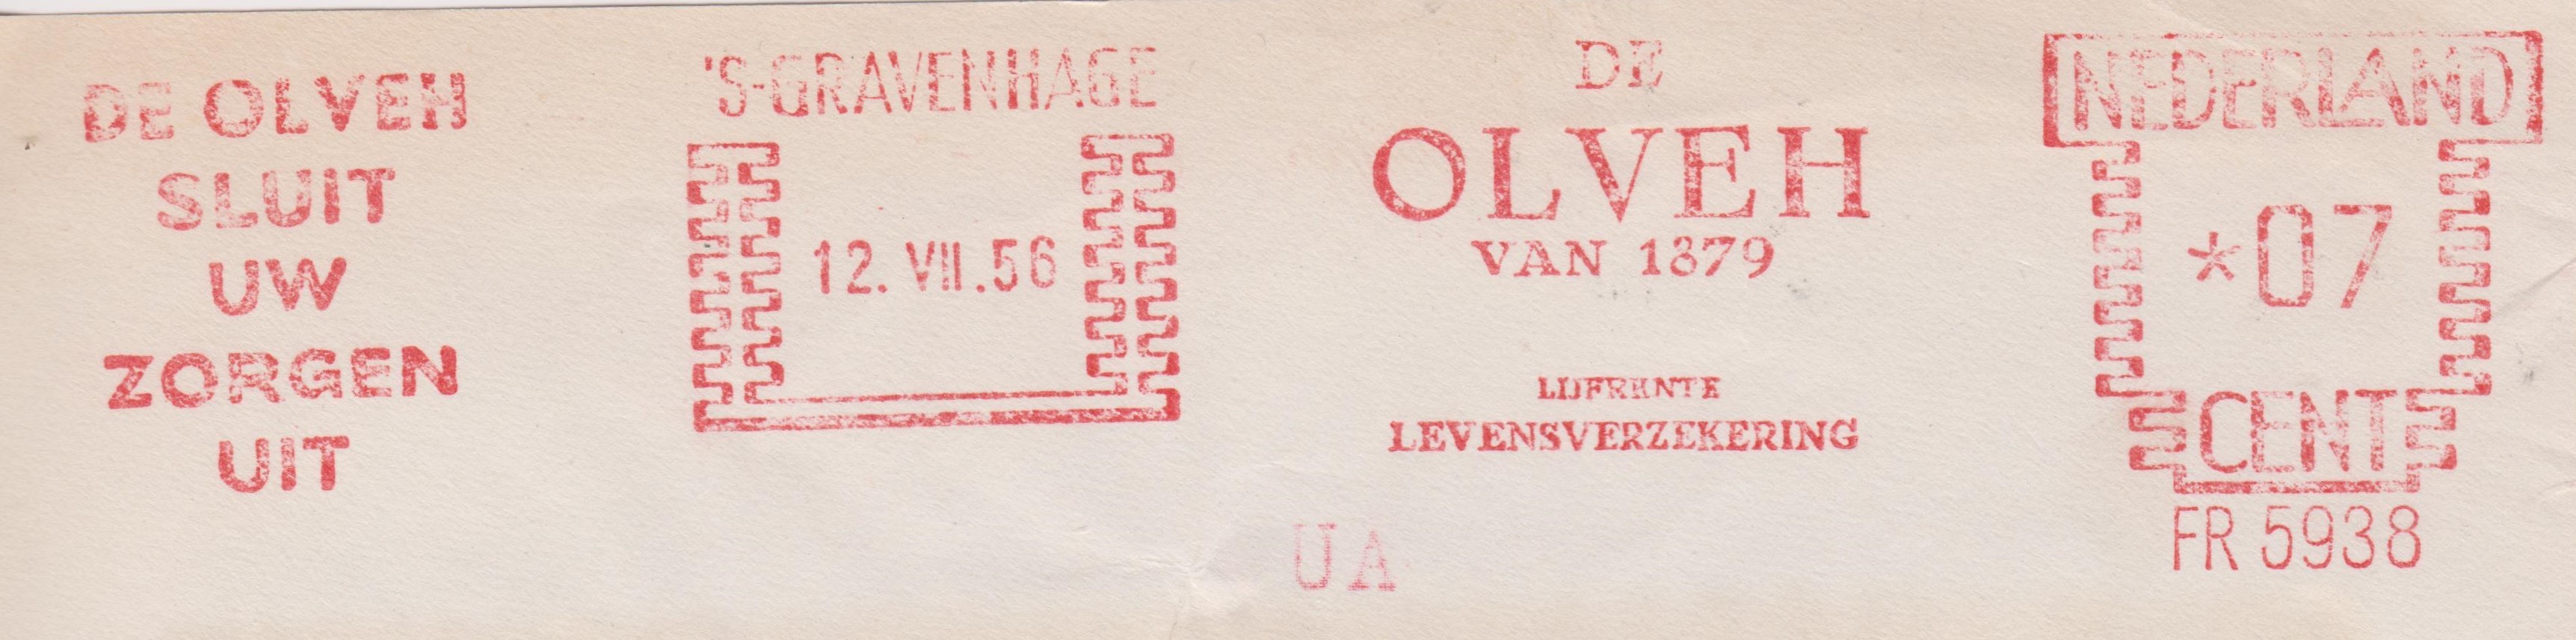 DE OLVEH
SLUIT
UW
ZORGEN
UIT
'S-GRAVENHAGE
12. VII. 56
DE
OLVEH
VAN 1879
LIJFRENTE
LEVENSVERZEKERING
UA
NEDERLAND
*07
CENT
FR 5938